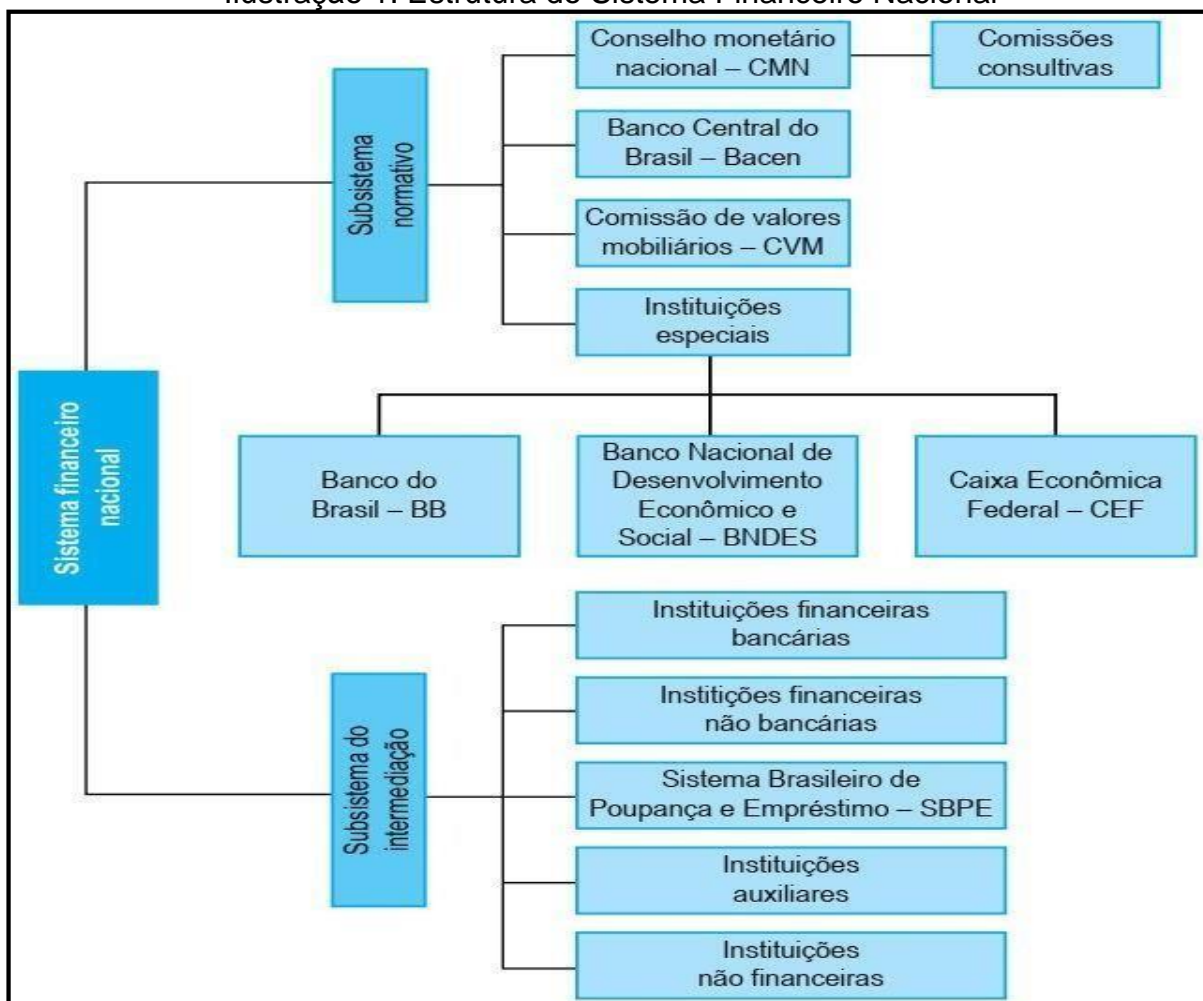 Ilustração 1: Estrutura do Sistema Financeiro Nacional
Conselho monetário
nacional – CMN
Comissões
consultivas
Banco Central do
Brasil – Bacen
Subsistema
normativo
Comissão de valores
mobiliários – CVM
Instituições
especiais
Sistema financeiro
nacional
Banco do
Brasil – BB
Banco Nacional de
Desenvolvimento
Econômico e
Social – BNDES
Caixa Econômica
Federal – CEF
Instituições financeiras
bancárias
Institições financeiras
não bancárias
Subsistema do
intermediação
Sistema Brasileiro de
Poupança e Empréstimo – SBPE
Instituições
auxiliares
Instituições
não financeiras